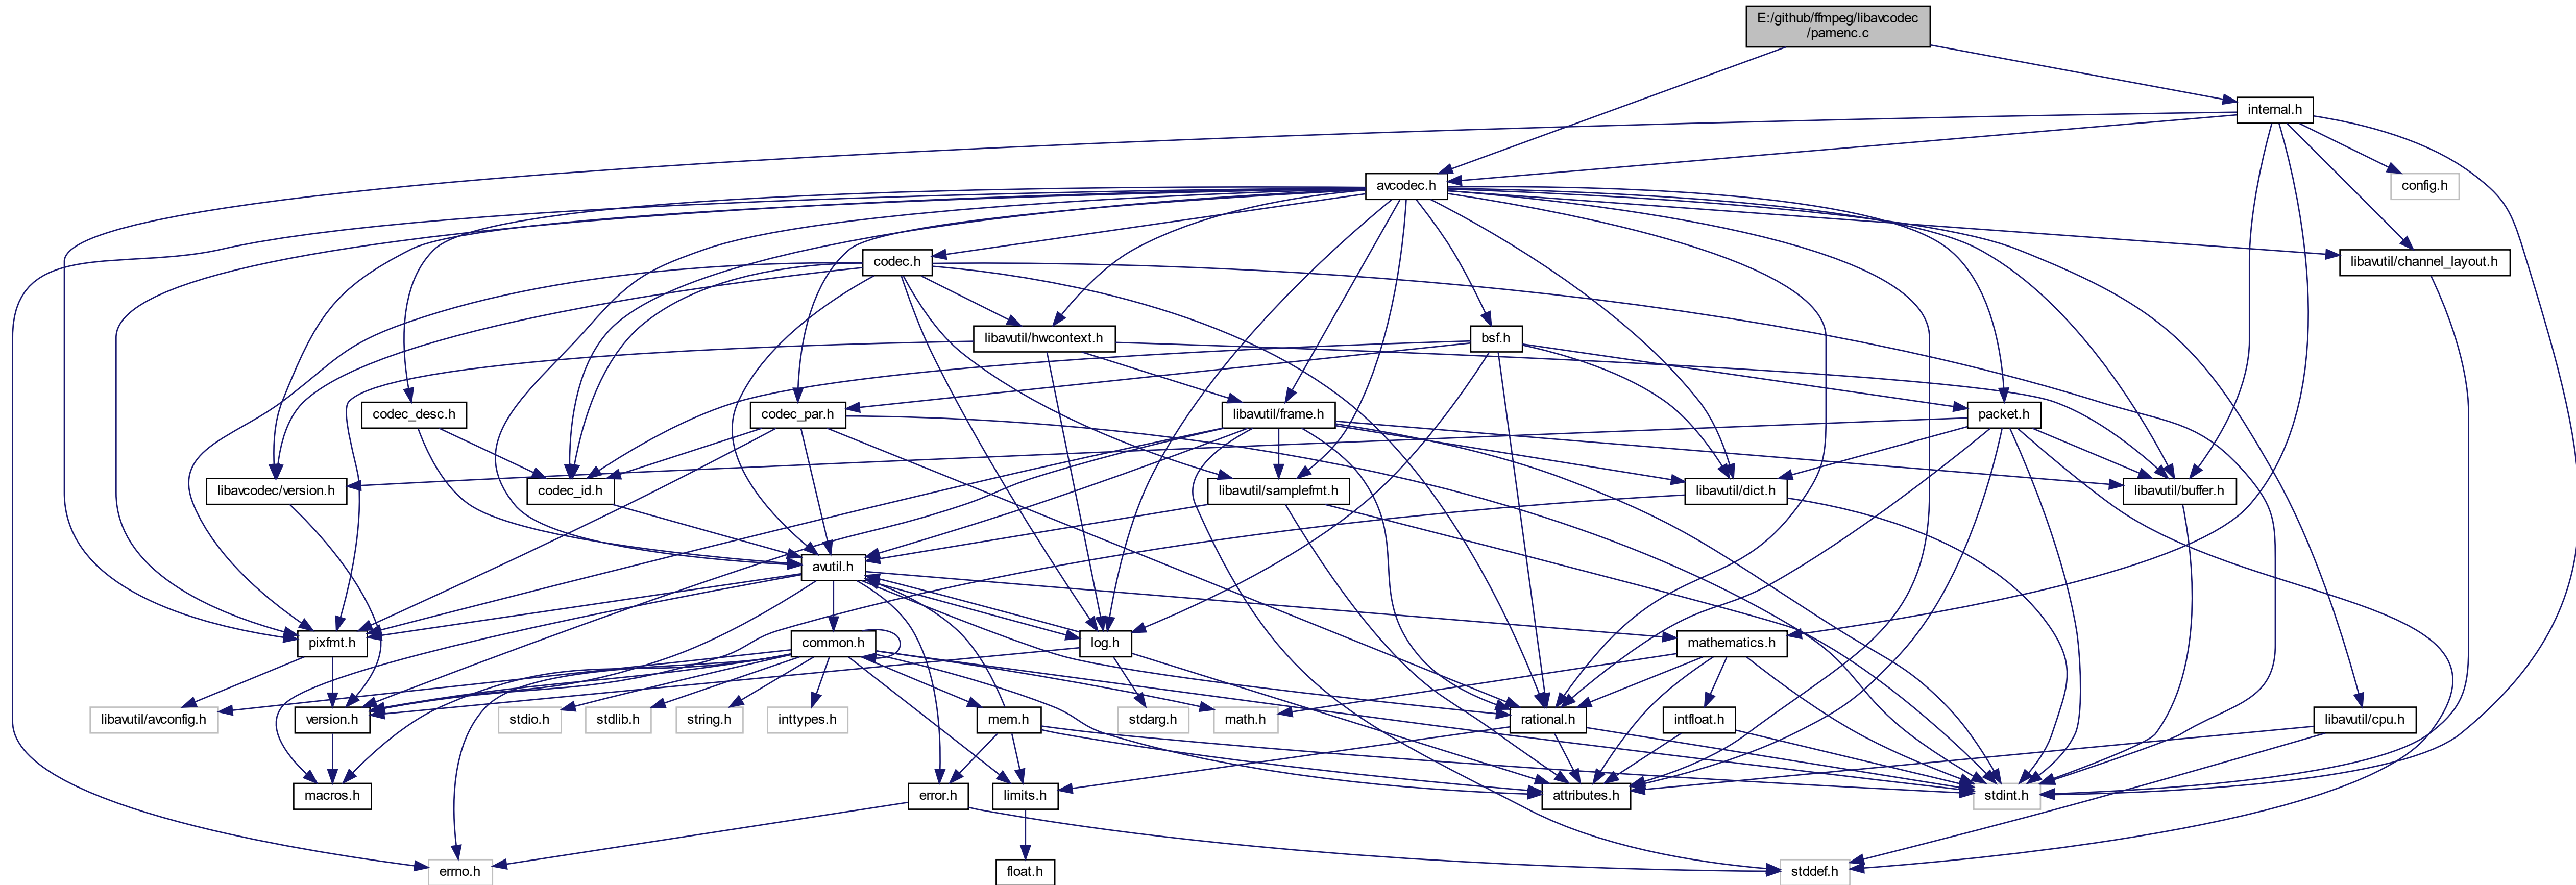 E:/github/ffmpeg/libavcodec
/pamenc.c
internal.h
avcodec.h
config.h
codec.h
libavutil/channel_layout.h
libavutil/hwcontext.h
bsf.h
codec_desc.h
codec_par.h
libavutil/frame.h
packet.h
libavcodec/version.h
codec_id.h
libavutil/samplefmt.h
libavutil/dict.h
libavutil/buffer.h
avutil.h
pixfmt.h
common.h
log.h
mathematics.h
libavutil/avconfig.h
version.h
stdio.h
stdlib.h
string.h
inttypes.h
mem.h
stdarg.h
math.h
rational.h
intfloat.h
libavutil/cpu.h
macros.h
error.h
limits.h
attributes.h
stdint.h
errno.h
float.h
stddef.h